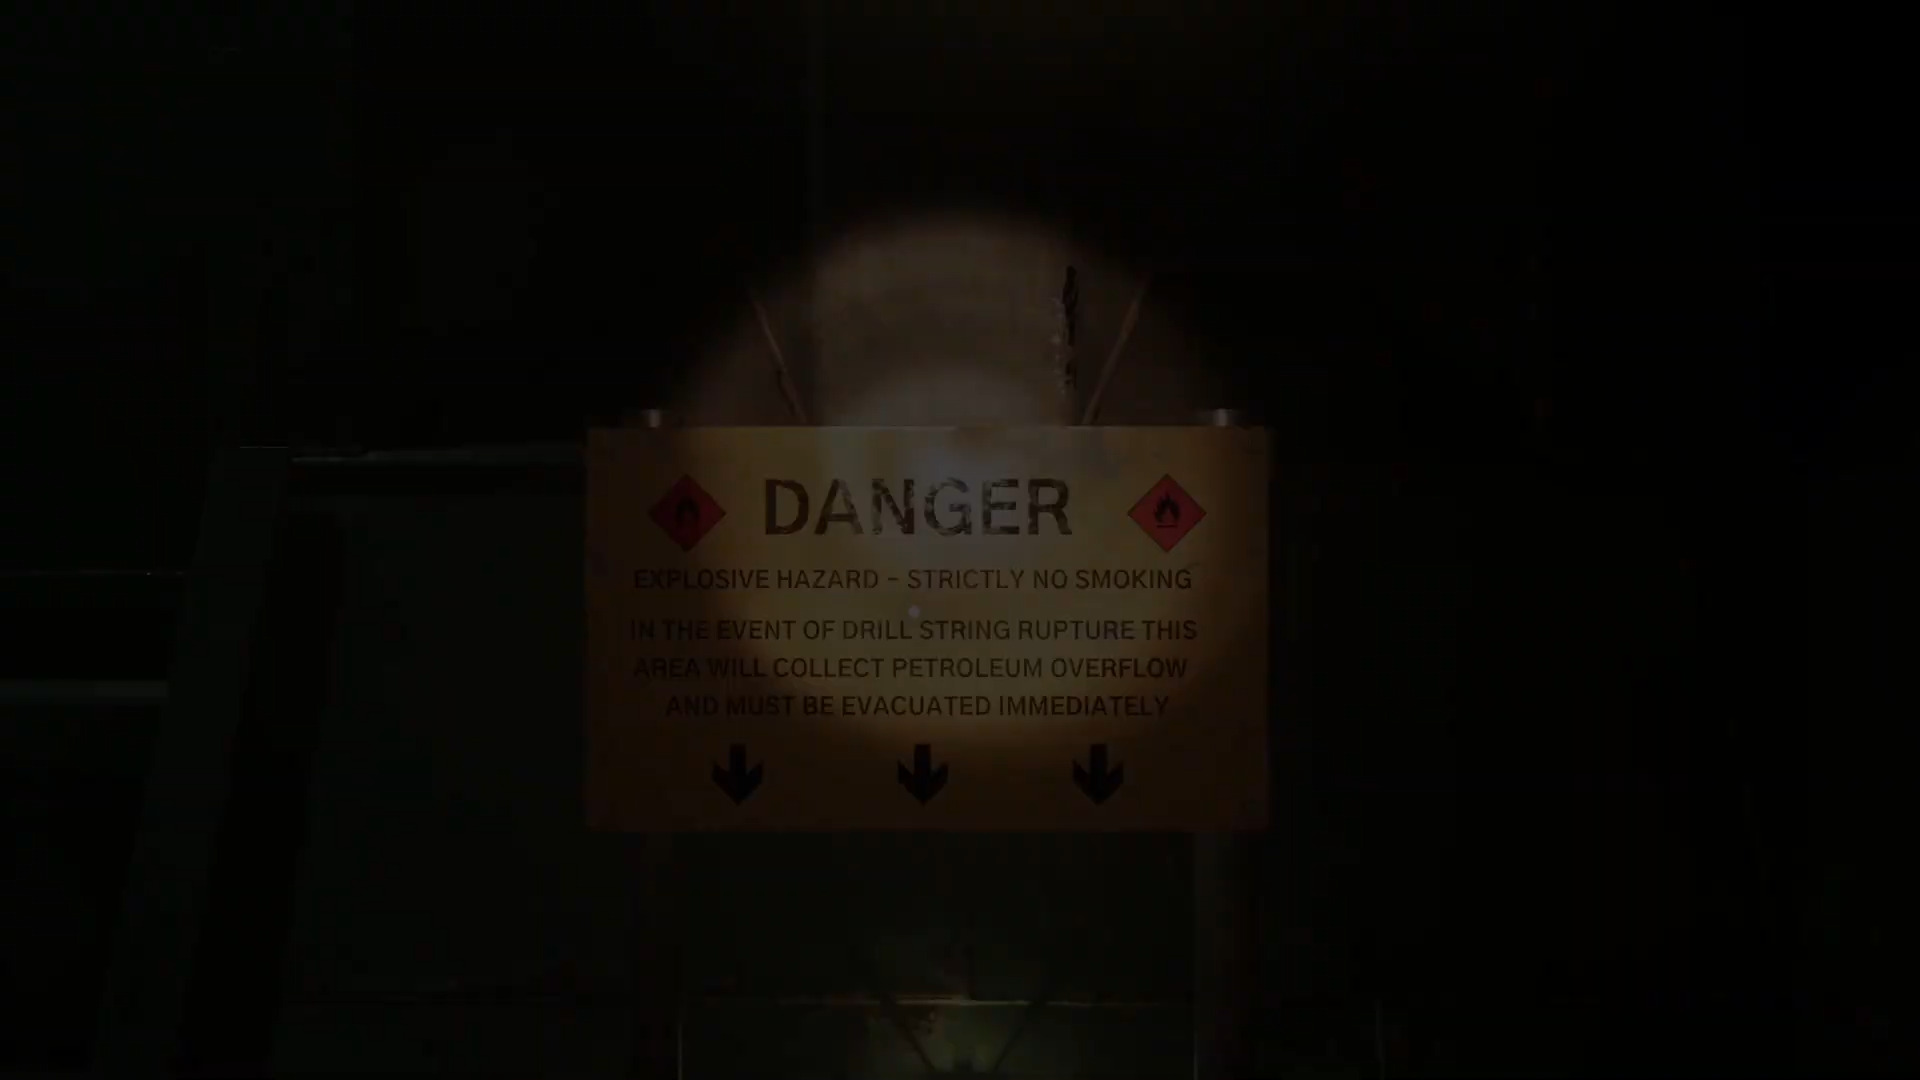 DANGER
EXPLOSIVE HAZARD - STRICTLY NO SMOKING
IN THE EVENT OF DRILL STRING RUPTURE THIS
AREA WILL COLLECT PETROLEUM OVERFLOW
AND MUST BE EVACUATED IMMEDIATELY